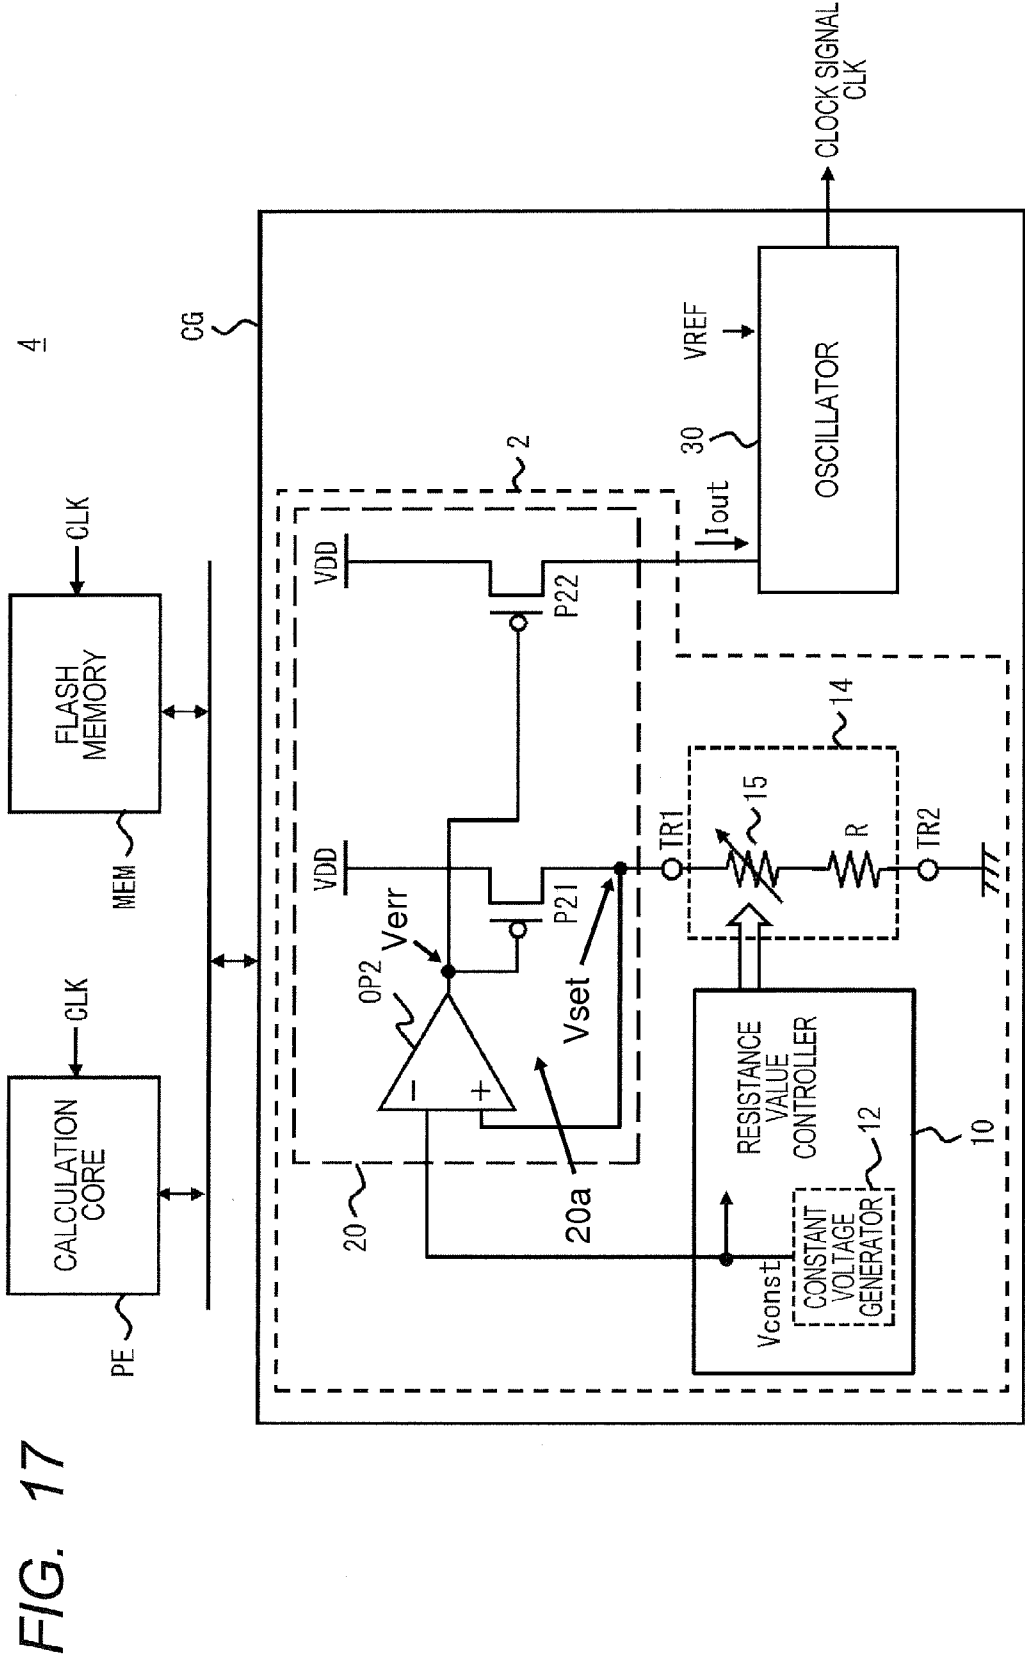 FIG. 17
4
CALCULATION
CORE
CLK
PE
FLASH
MEMORY
CLK
MEM
CG
2
20
VDD
VDD
OP2
Verr
−
+
20a
P21
P22
Vset
Iout
30
VREF
OSCILLATOR
CLOCK SIGNAL
CLK
TR1
15
14
R
TR2
RESISTANCE
VALUE
CONTROLLER
Vconst
CONSTANT
VOLTAGE
GENERATOR
12
10